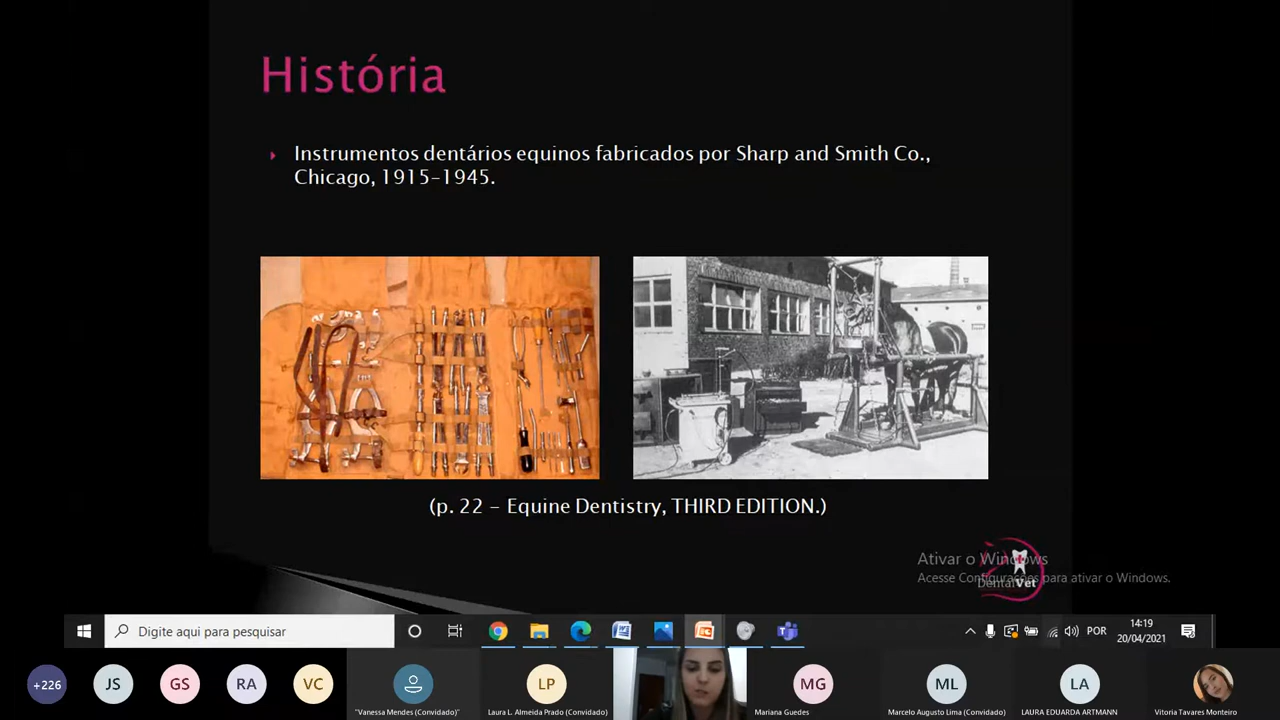 História
Instrumentos dentários equinos fabricados por Sharp and Smith Co.,
Chicago, 1915-1945.
(p. 22 - Equine Dentistry, THIRD EDITION.)
Ativar o Windows
Acesse Configurações para ativar o Windows.
DentalVet
Digite aqui para pesquisar
POR
14:19
20/04/2021
+226
JS
GS
RA
VC
LP
MG
ML
LA
"Vanessa Mendes (Convidado)"
Laura L. Almeida Prado (Convidado)
Mariana Guedes
Marcelo Augusto Lima (Convidado)
LAURA EDUARDA ARTMANN
Vitoria Tavares Monteiro